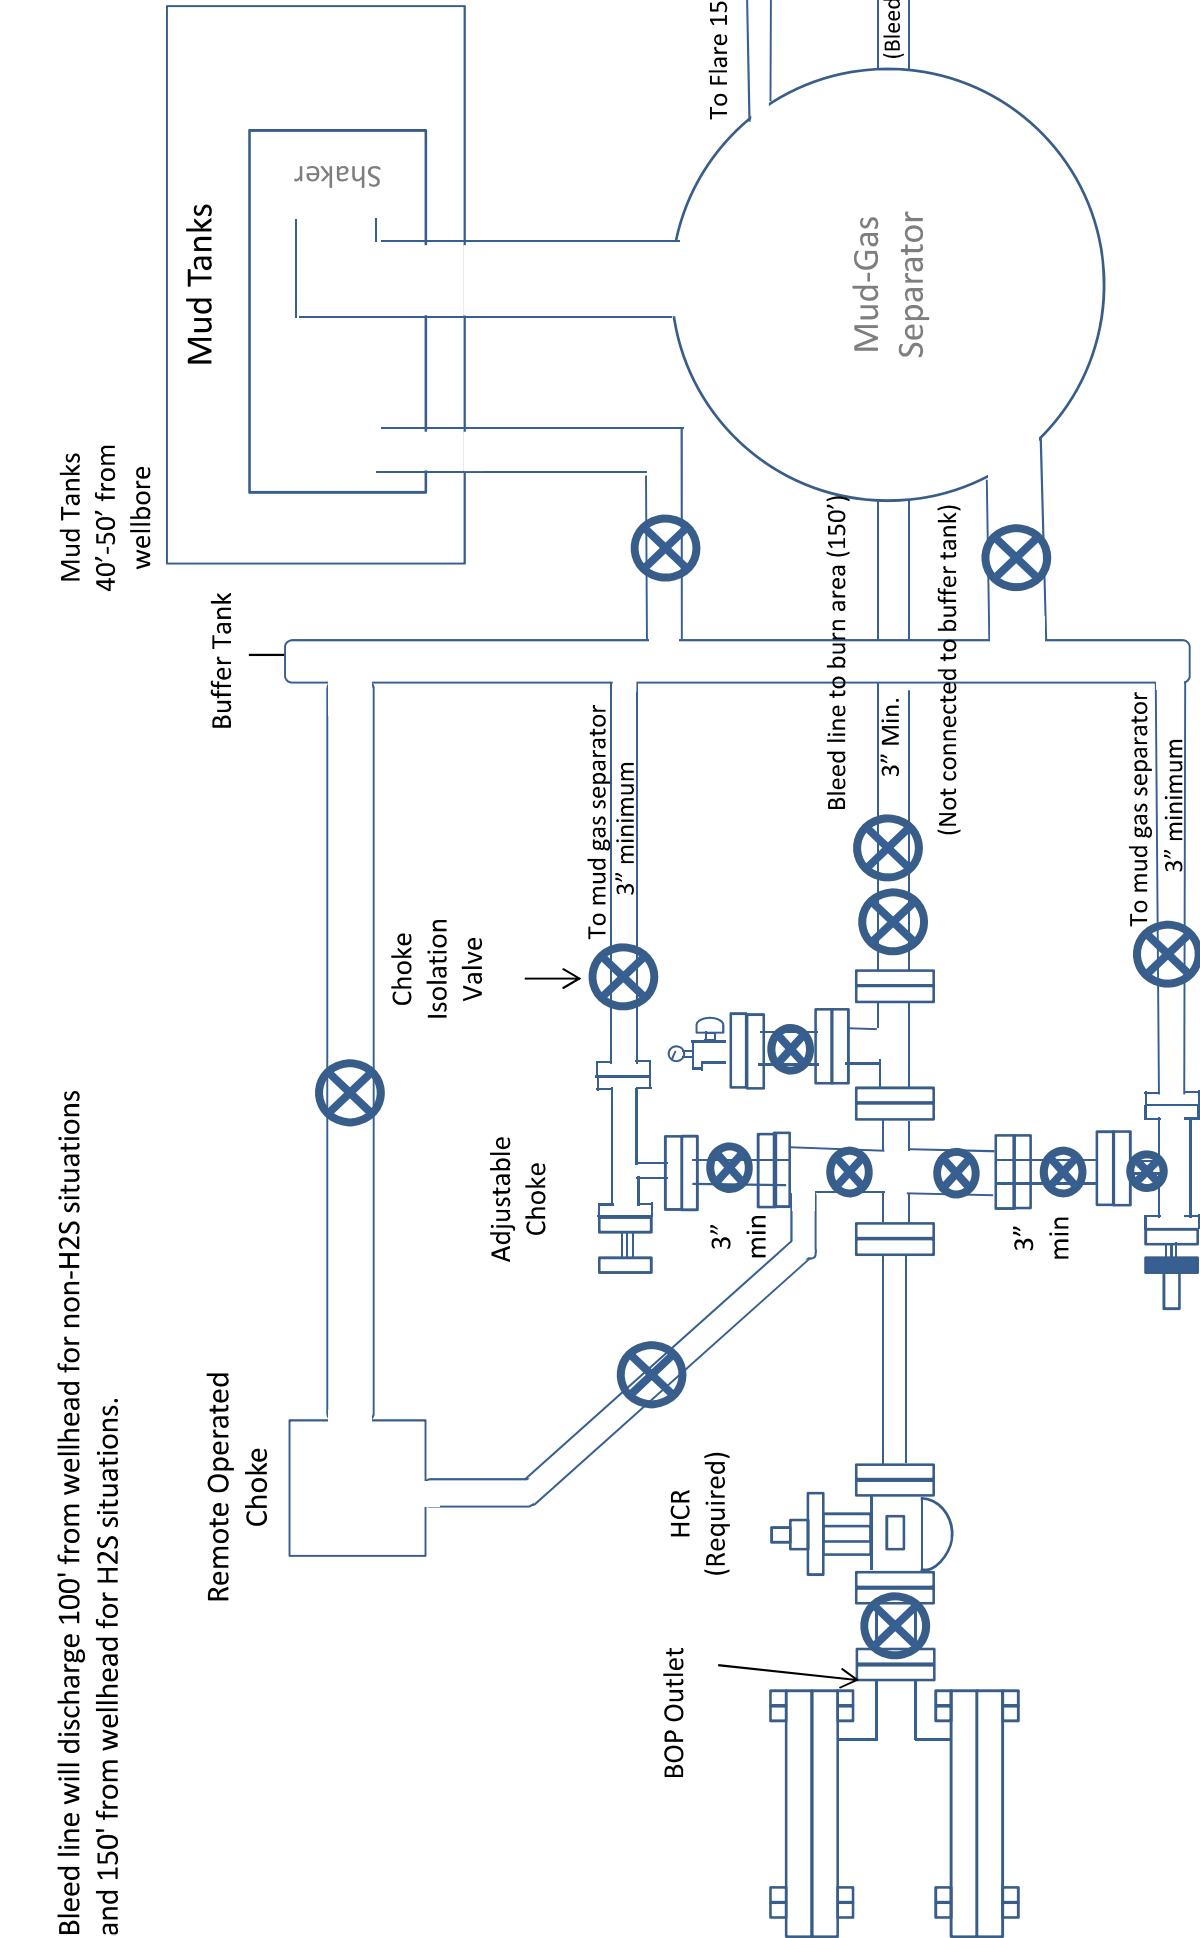 Bleed line will discharge 100' from wellhead for non-H2S situations
and 150' from wellhead for H2S situations.
Mud Tanks
40’-50’ from
wellbore
Mud Tanks
Shaker
Buffer Tank
Remote Operated
Choke
Choke
Isolation
Valve
Adjustable
Choke
To mud gas separator
3” minimum
HCR
(Required)
BOP Outlet
3”
min
To Flare 15
(Bleed
Mud-Gas
Separator
Bleed line to burn area (150’)
3” Min.
(Not connected to buffer tank)
3”
min
To mud gas separator
3” minimum